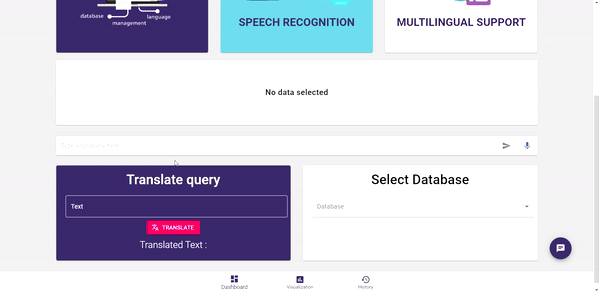 database
language
management
SPEECH RECOGNITION
MULTILINGUAL SUPPORT
No data selected
Type your query here
Translate query
Select Database
Text
Database
TRANSLATE
Translated Text :
Dashboard
Visualization
History